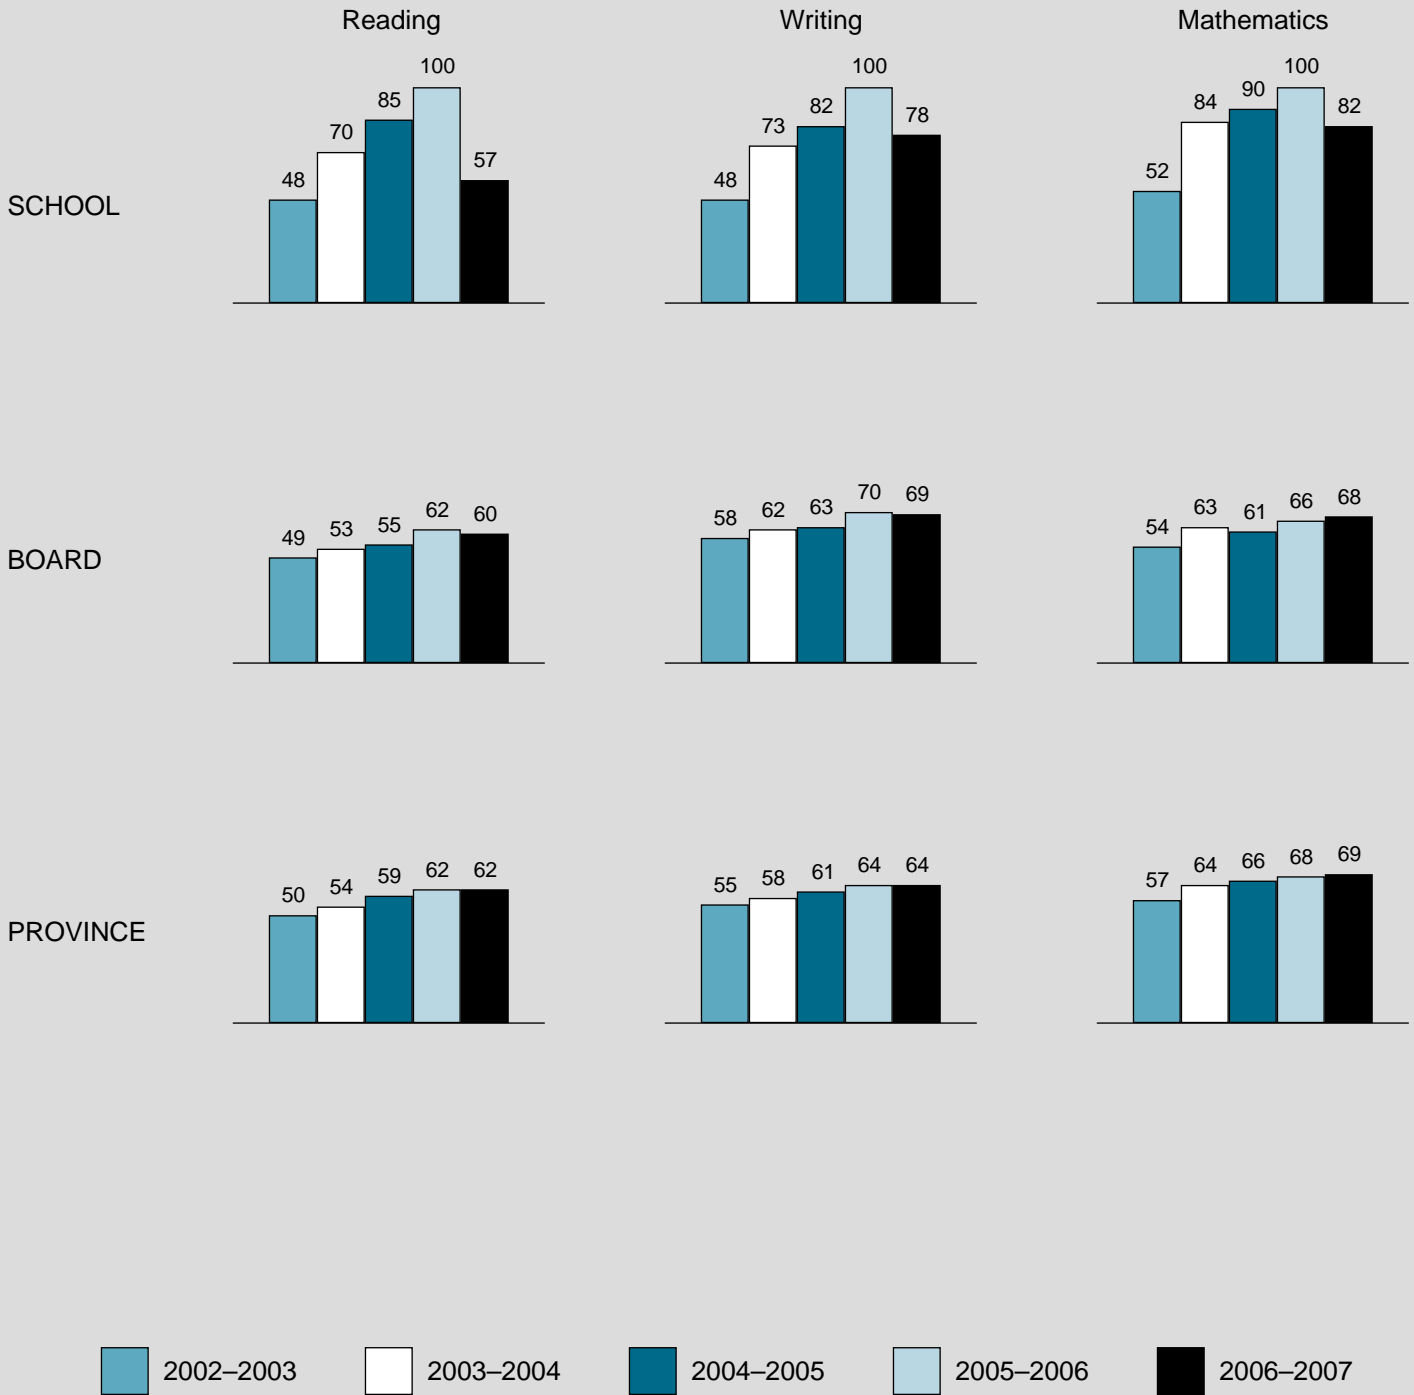 Reading Writing Mathematics
SCHOOL
48 70 85 100 57
48 73 82 100 78
52 84 90 100 82
BOARD
49 53 55 62 60
58 62 63 70 69
54 63 61 66 68
PROVINCE
50 54 59 62 62
55 58 61 64 64
57 64 66 68 69
2002–2003 2003–2004 2004–2005 2005–2006 2006–2007